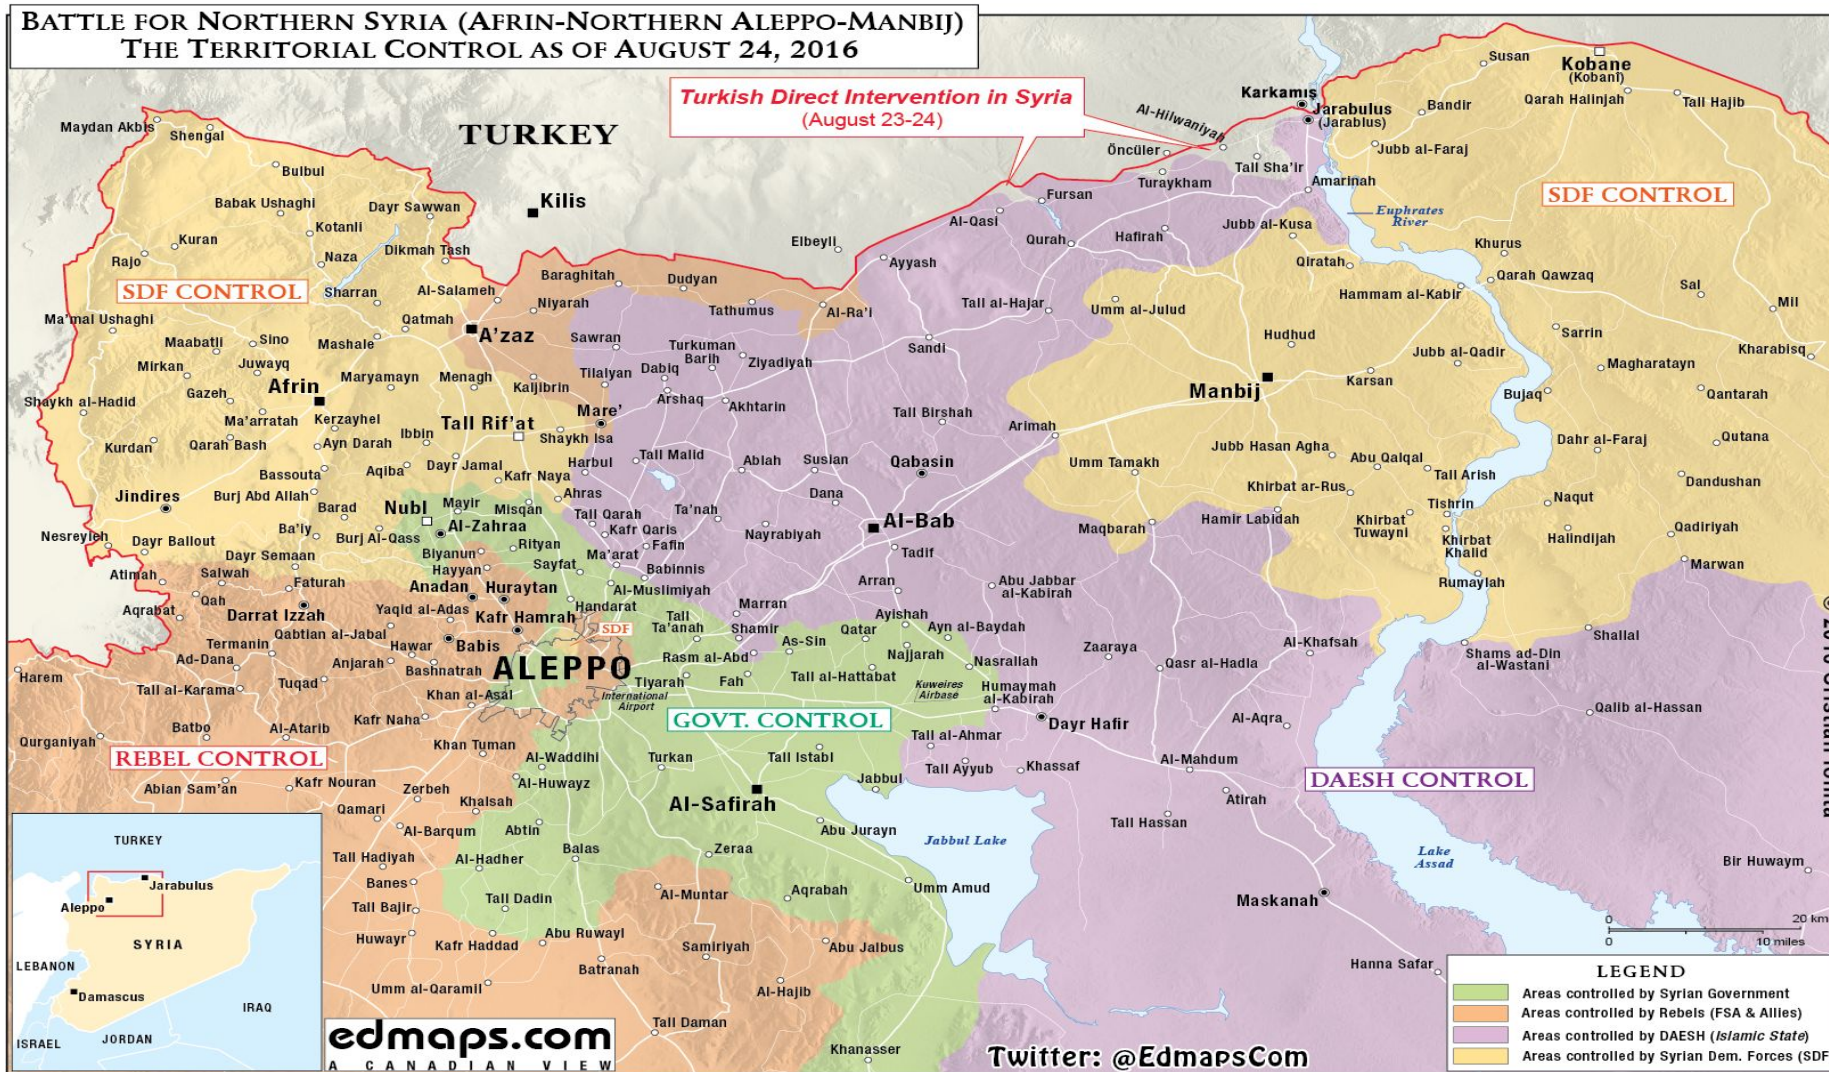 BATTLE FOR NORTHERN SYRIA (AFRIN-NORTHERN ALEPPO-MANBIJ)
THE TERRITORIAL CONTROL AS OF AUGUST 24, 2016
Turkish Direct Intervention in Syria
(August 23-24)
TURKEY
Kilis
Karkamış
Jarabulus
(Jarablus)
Al-Hilwaniyah
Öncüler
Tall Sha'ir
Turaykham
Amarinah
Susan
Kobane
(Kobanî)
Qarah Halinjah
Tall Hajib
Bandir
Jubb al-Faraj
SDF CONTROL
Euphrates
River
Maydan Akbis
Shengal
Bulbul
Babak Ushaghi
Dayr Sawwan
Kotanli
Kuran
Dikmah Tash
Rajo
Naza
SDF CONTROL
Sharran
Al-Salameh
Ma'mal Ushaghi
Qatmah
Maabatli
Sino
Mashale
Mirkan
Juwayq
Afrin
Maryamayn
Menagh
Gazeh
Shaykh al-Hadid
Ma'arratah
Kerzayhel
Tall Rif'at
Kurdan
Qarah Bash
Ayn Darah
Ibbin
Shaykh Isa
Bassouta
Aqiba
Dayr Jamal
Kafr Naya
Jindires
Burj Abd Allah
Barad
Nubl
Mayir
Misqan
Ahras
Al-Zahraa
Nesreyieh
Dayr Ballout
Ba'iy
Burj Al-Qass
Dayr Semaan
Biyanun
Rityan
Hayyan
Sayfat
Elbeyli
Baraghitah
Dudyan
Niyarah
Tathumus
Al-Ra'i
A'zaz
Sawran
Turkuman
Barih
Ziyadiyah
Kaljibrin
Tilalyan
Dabiq
Arshaq
Akhtarin
Mare'
Harbul
Tall Malid
Ablah
Susian
Dana
Qabasin
Tall Birshah
Arimah
Tall Qarah
Ta'nah
Kafr Qaris
Fafin
Nayrabiyah
Al-Bab
Tadif
Ma'arat
Babinnis
Arran
Al-Qasi
Fursan
Qurah
Hafirah
Ayyash
Tall al-Hajar
Sandi
Jubb al-Kusa
Qiratah
Khurus
Qarah Qawzaq
Hammam al-Kabir
Umm al-Julud
Hudhud
Jubb al-Qadir
Manbij
Karsan
Sal
Mil
Sarrin
Magharatayn
Kharabisq
Bujaq
Qantarah
Jubb Hasan Agha
Abu Qalqal
Dahr al-Faraj
Qutana
Umm Tamakh
Tall Arish
Khirbat ar-Rus
Tishrin
Naqut
Dandushan
Maqbarah
Hamir Labidah
Khirbat
Tuwayni
Khirbat
Khalid
Halindijah
Qadiriyah
Rumaylah
Marwan
Shallal
Shams ad-Din
al-Wastani
Atimah
Salwah
Faturah
Anadan
Huraytan
Al-Muslimiyah
Aqrabat
Qah
Darrat Izzah
Yaqid al-Adas
Kafr Hamrah
Handarat
SDF
Termanin
Qabtian al-Jabal
Hawar
Babis
Ad-Dana
Anjarah
Bashnatrah
ALEPPO
Harem
Tall al-Karama
Tuqad
Khan al-Asal
International
Airport
Batbo
Al-Atarib
Kafr Naha
Qurganiyah
REBEL CONTROL
Khan Tuman
Al-Waddihi
Abian Sam'an
Kafr Nouran
Al-Huwayz
Zerbeh
Qamari
Khalsah
Al-Barqum
Abtin
Tall Hadiyah
Al-Hadher
Balas
Banes
Tall Dadin
Tall Bajir
Huwayr
Kafr Haddad
Abu Ruwayl
Batranah
Umm al-Qaramil
Marran
Tall
Ta'anah
Shamir
As-Sin
Qatar
Ayishah
Ayn al-Baydah
Abu Jabbar
al-Kabirah
Najjarah
Nasrallah
Rasm al-Abd
Tiyarah
Fah
Tall al-Hattabat
Kuweires
Airbase
Humaymah
al-Kabirah
GOVT. CONTROL
Zaaraya
Qasr al-Hadla
Al-Khafsah
Dayr Hafir
Al-Aqra
Qalib al-Hassan
Tall al-Ahmar
Turkan
Tall Istabl
Tall Ayyub
Khassaf
Al-Mahdum
DAESH CONTROL
Jabbul
Atirah
Al-Safirah
Abu Jurayn
Tall Hassan
Jabbul Lake
Lake
Assad
Zeraa
Bir Huwaym
Aqrabah
Umm Amud
Al-Muntar
Maskanah
Samiriyah
Abu Jalbus
Al-Hajib
Hanna Safar
Tall Daman
Khanasser
0
20 km
0
10 miles
TURKEY
Jarabulus
Aleppo
SYRIA
LEBANON
Damascus
IRAQ
ISRAEL
JORDAN
edmaps.com
A CANADIAN VIEW
Twitter: @EdmapsCom
LEGEND
Areas controlled by Syrian Government
Areas controlled by Rebels (FSA & Allies)
Areas controlled by DAESH (Islamic State)
Areas controlled by Syrian Dem. Forces (SDF